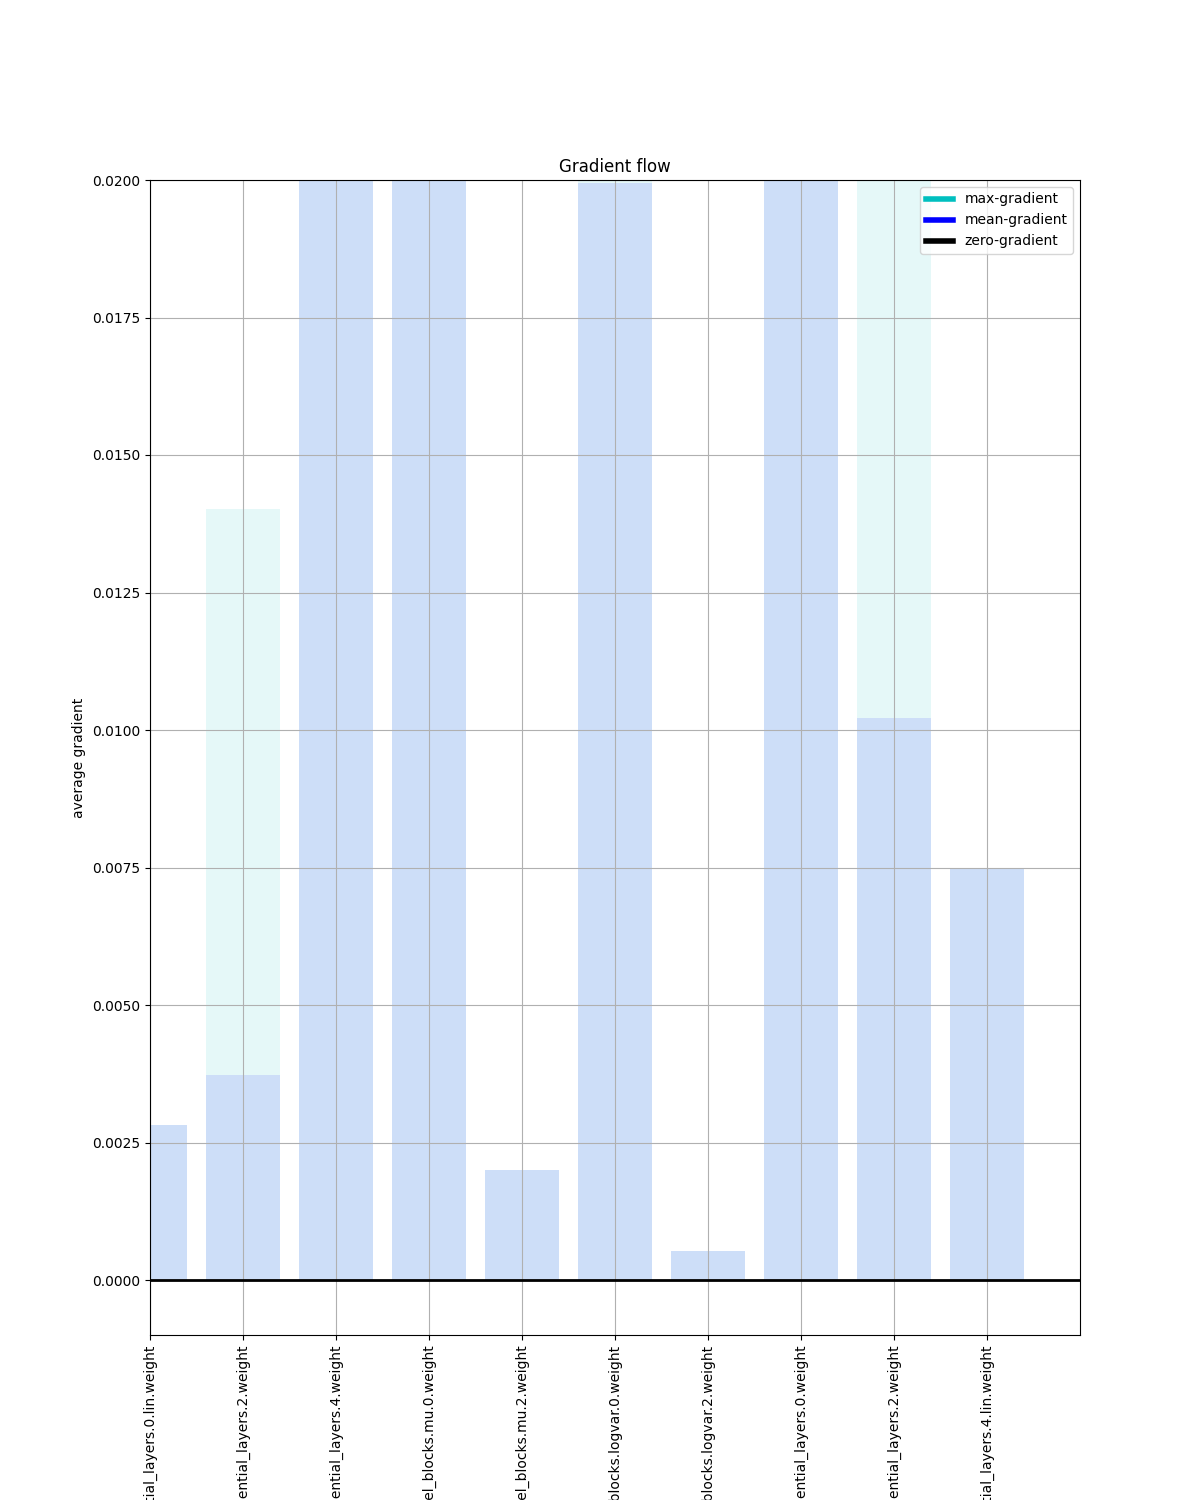 Gradient flow
max-gradient
mean-gradient
zero-gradient
0.0200
0.0175
0.0150
0.0125
0.0100
0.0075
0.0050
0.0025
0.0000
average gradient
tial_layers.0.lin.weight
ential_layers.2.weight
ential_layers.4.weight
el_blocks.mu.0.weight
el_blocks.mu.2.weight
blocks.logvar.0.weight
blocks.logvar.2.weight
ential_layers.0.weight
ential_layers.2.weight
tial_layers.4.lin.weight